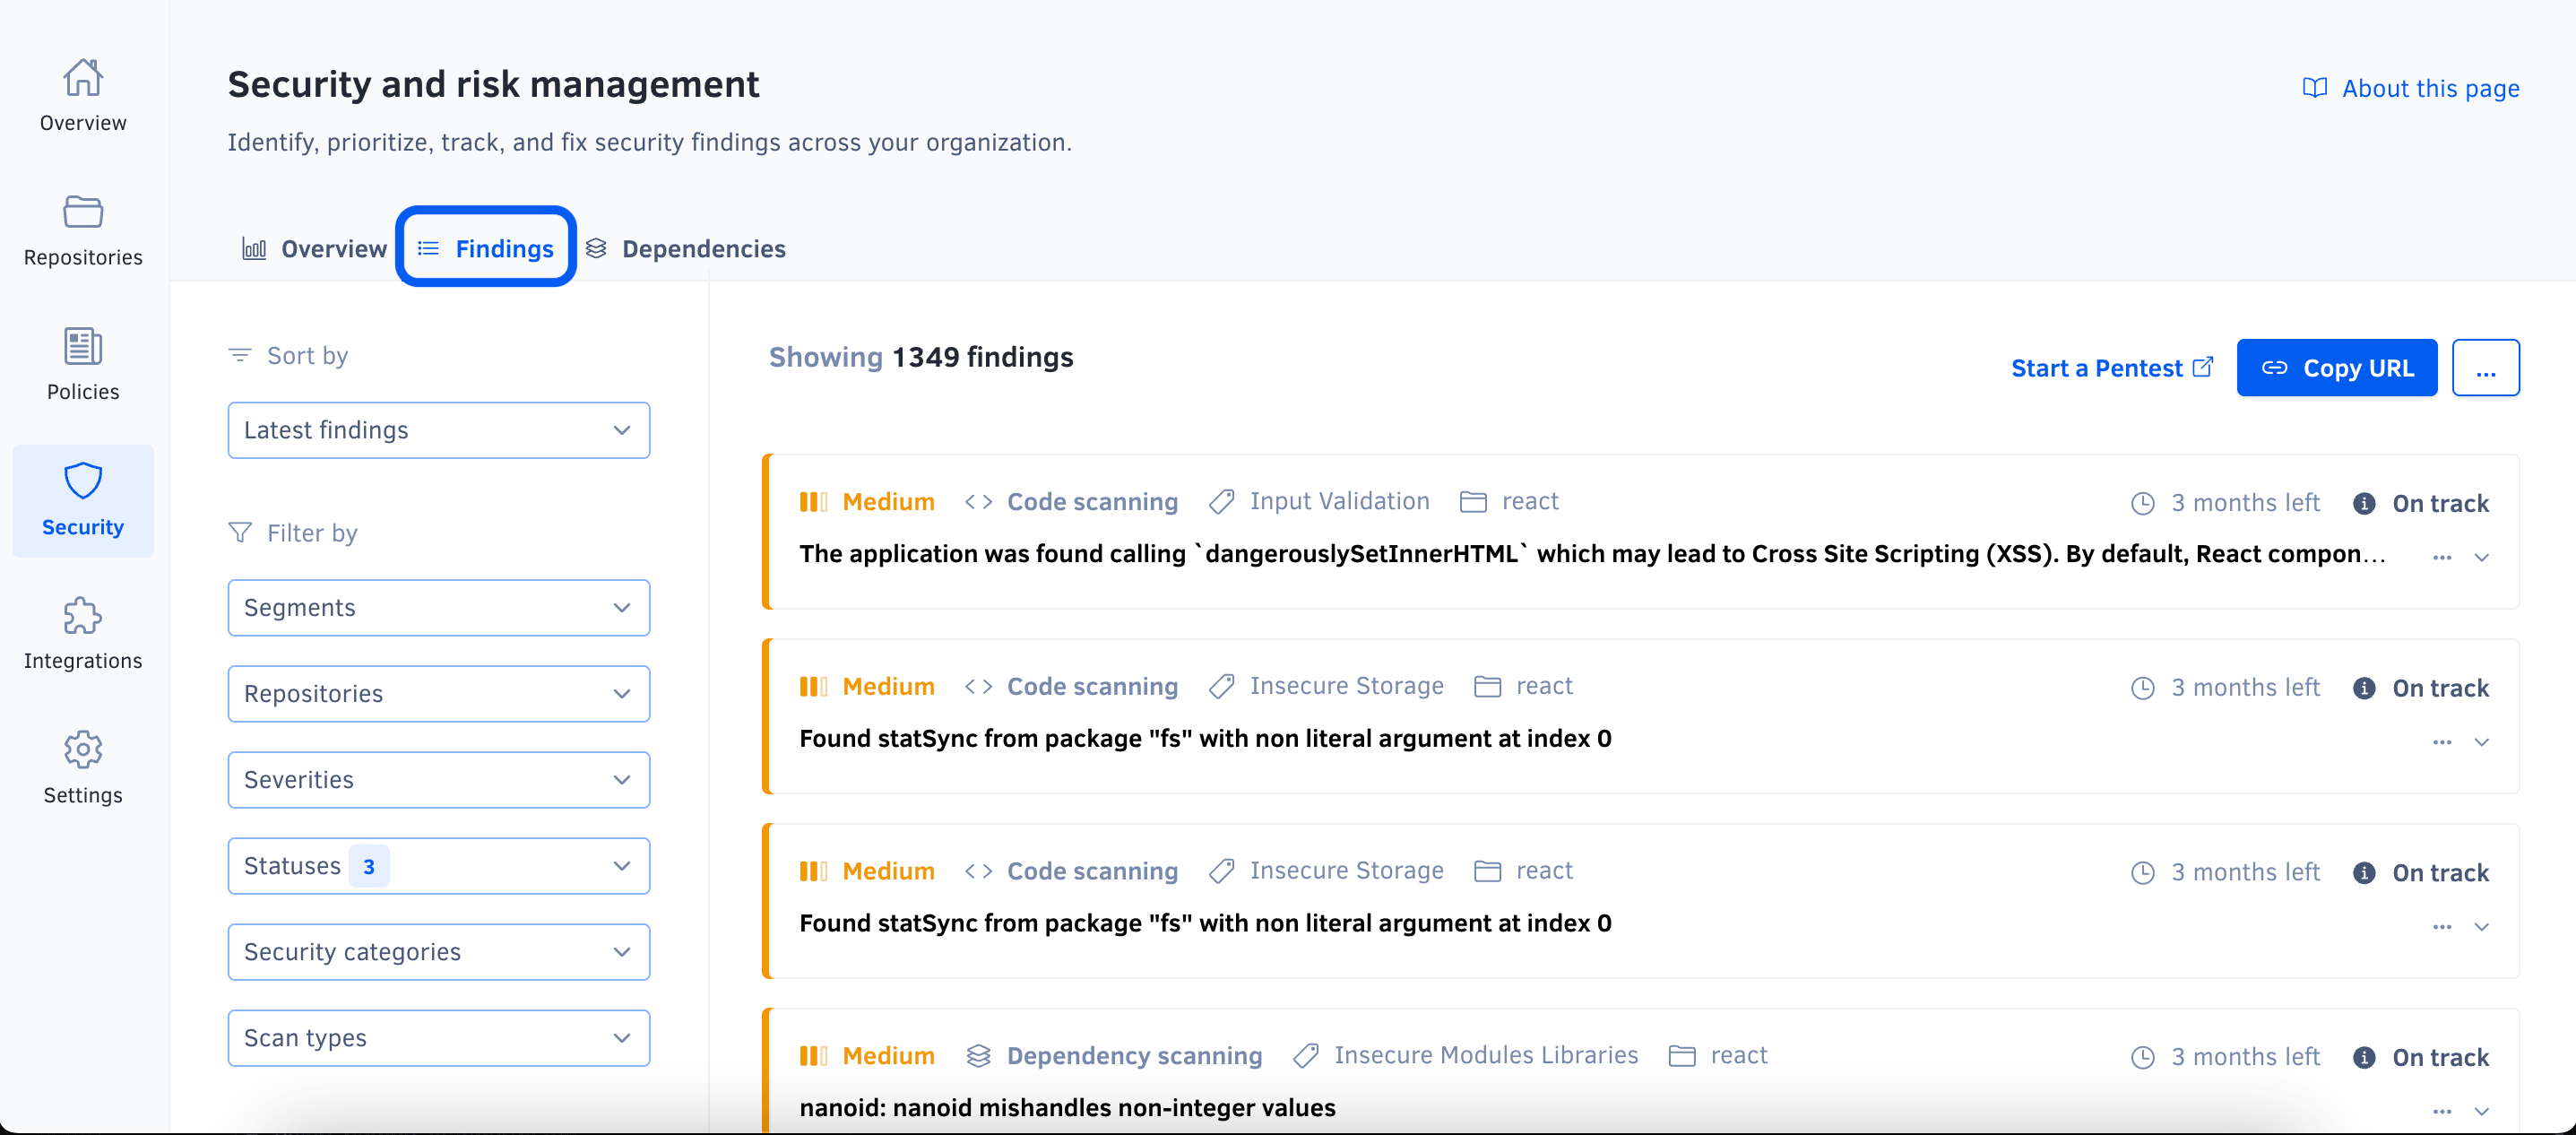 Overview
Repositories
Policies
Security
Integrations
Settings
Security and risk management
Identify, prioritize, track, and fix security findings across your organization.
About this page
Overview
Findings
Dependencies
Sort by
Latest findings
Filter by
Segments
Repositories
Severities
Statuses 3
Security categories
Scan types
Showing 1349 findings
Start a Pentest
Copy URL
...
Medium Code scanning Input Validation react 3 months left On track
The application was found calling `dangerouslySetInnerHTML` which may lead to Cross Site Scripting (XSS). By default, React compon...
Medium Code scanning Insecure Storage react 3 months left On track
Found statSync from package "fs" with non literal argument at index 0
Medium Code scanning Insecure Storage react 3 months left On track
Found statSync from package "fs" with non literal argument at index 0
Medium Dependency scanning Insecure Modules Libraries react 3 months left On track
nanoid: nanoid mishandles non-integer values